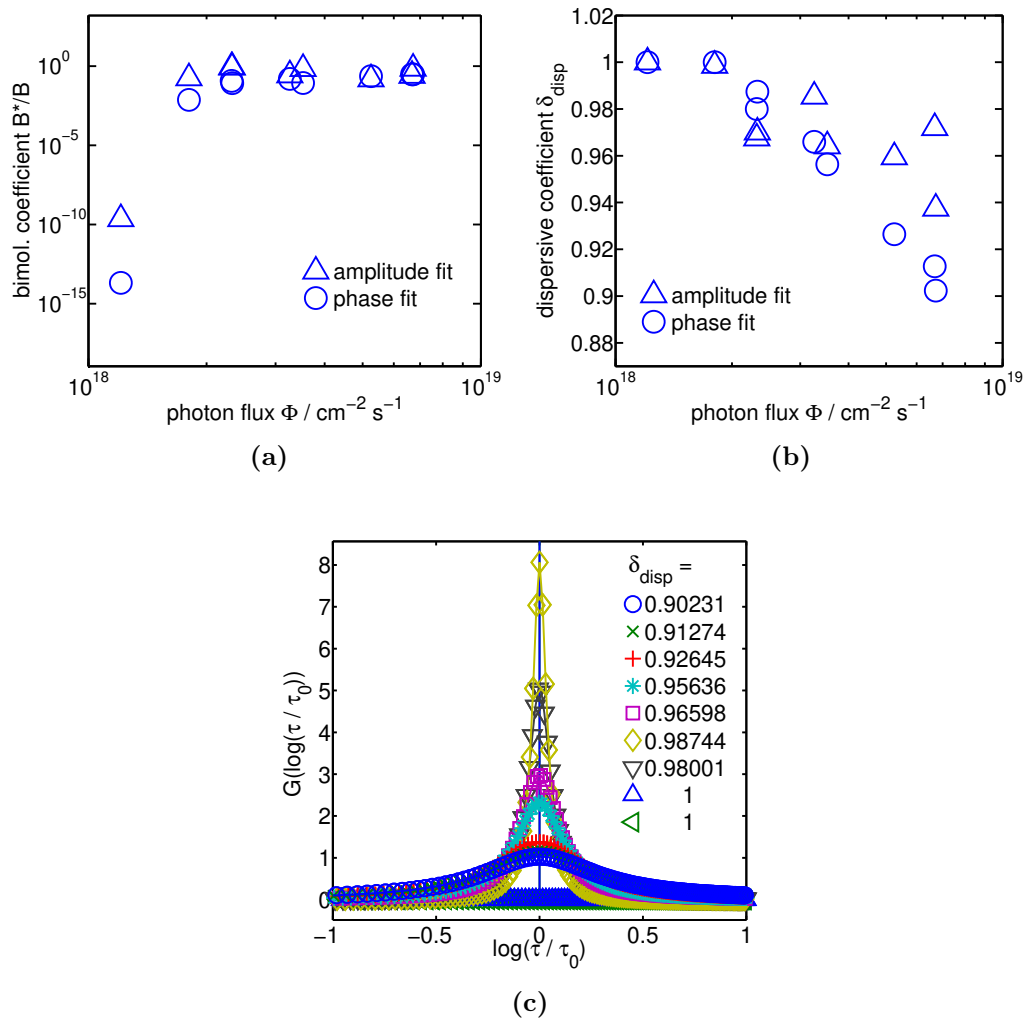 10^0
10^−5
10^−10
10^−15
bimol. coefficient B*/B
amplitude fit
phase fit
10^18
10^19
photon flux Φ / cm^−2 s^−1
(a)
1.02
1
0.98
0.96
0.94
0.92
0.9
0.88
dispersive coefficient δ_disp
amplitude fit
phase fit
10^18
10^19
photon flux Φ / cm^−2 s^−1
(b)
8
7
6
5
4
3
2
1
0
G(log(τ / τ_0))
δ_disp =
0.90231
0.91274
0.92645
0.95636
0.96598
0.98744
0.98001
1
1
−1
−0.5
0
0.5
1
log(τ / τ_0)
(c)